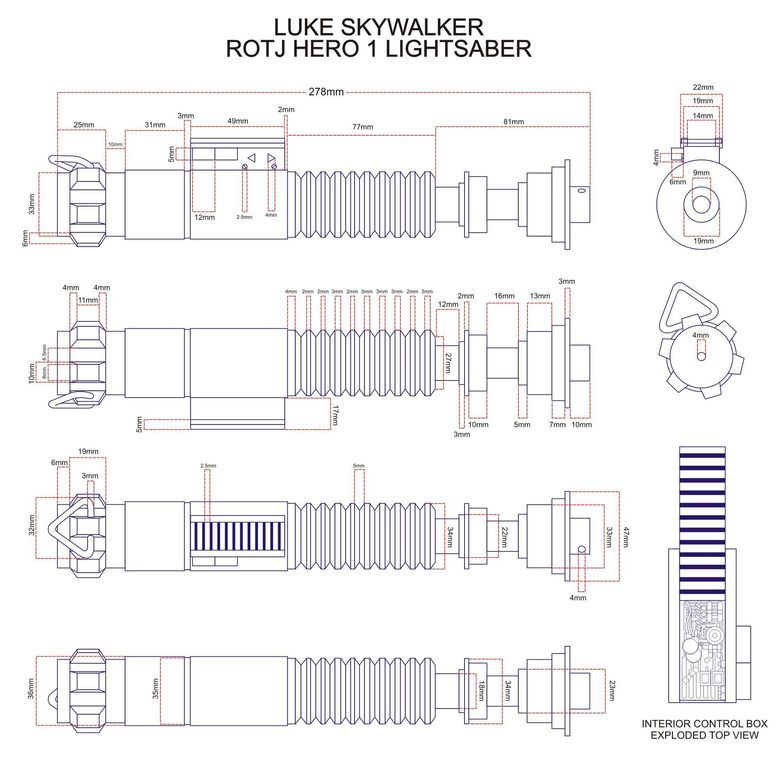 LUKE SKYWALKER
ROTJ HERO 1 LIGHTSABER
278mm
25mm
10mm
31mm
3mm
49mm
2mm
77mm
81mm
5mm
12mm
2.5mm
4mm
33mm
6mm
22mm
19mm
14mm
4mm
6mm
9mm
19mm
4mm
11mm
4mm
4mm 2mm 2mm 3mm 3mm 3mm 3mm 3mm 2mm 3mm
12mm
2mm
16mm
13mm
3mm
6.5mm
10mm
8mm
27mm
17mm
5mm
3mm
10mm
5mm
7mm
10mm
4mm
19mm
6mm
3mm
2.5mm
5mm
32mm
34mm
22mm
33mm
47mm
4mm
36mm
35mm
18mm
34mm
23mm
INTERIOR CONTROL BOX
EXPLODED TOP VIEW